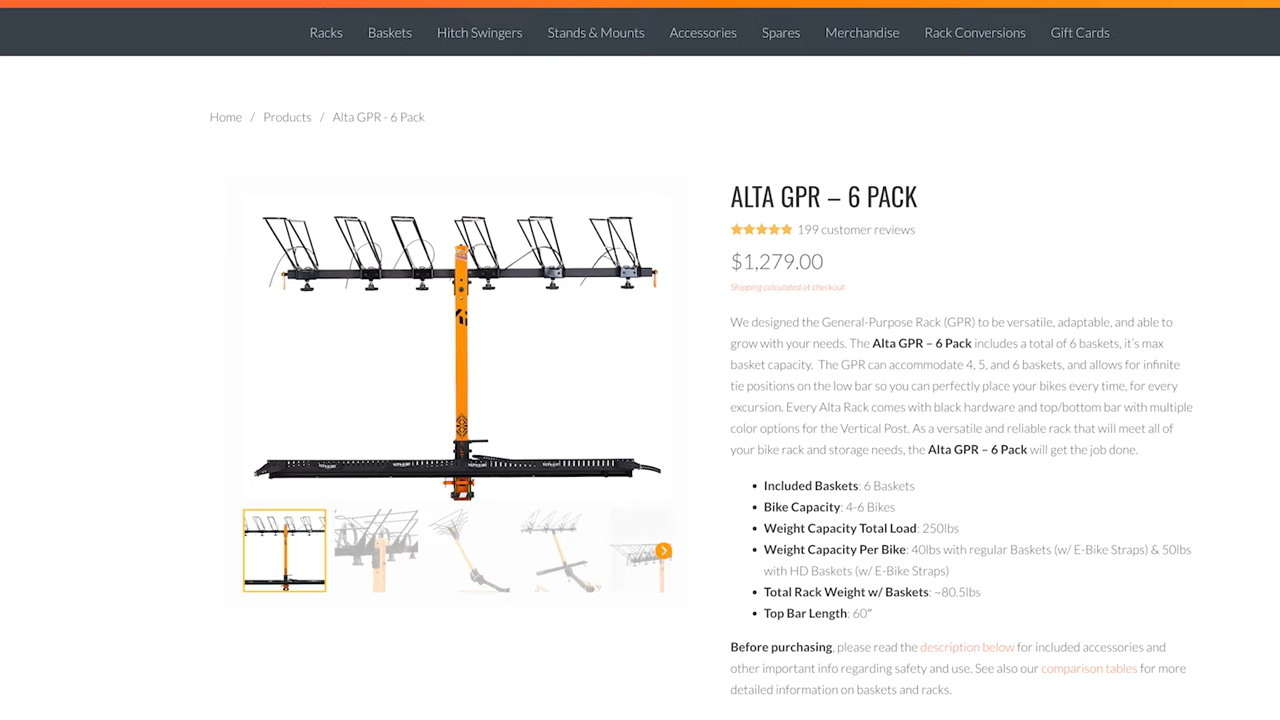 Racks Baskets Hitch Swingers Stands & Mounts Accessories Spares Merchandise Rack Conversions Gift Cards
Home / Products / Alta GPR - 6 Pack
ALTA GPR – 6 PACK
199 customer reviews
$1,279.00
Shipping calculated at checkout
We designed the General-Purpose Rack (GPR) to be versatile, adaptable, and able to
grow with your needs. The Alta GPR – 6 Pack includes a total of 6 baskets, it's max
basket capacity. The GPR can accommodate 4, 5, and 6 baskets, and allows for infinite
tie positions on the low bar so you can perfectly place your bikes every time, for every
excursion. Every Alta Rack comes with black hardware and top/bottom bar with multiple
color options for the Vertical Post. As a versatile and reliable rack that will meet all of
your bike rack and storage needs, the Alta GPR – 6 Pack will get the job done.
• Included Baskets: 6 Baskets
• Bike Capacity: 4-6 Bikes
• Weight Capacity Total Load: 250lbs
• Weight Capacity Per Bike: 40lbs with regular Baskets (w/ E-Bike Straps) & 50lbs
with HD Baskets (w/ E-Bike Straps)
• Total Rack Weight w/ Baskets: ~80.5lbs
• Top Bar Length: 60″
Before purchasing, please read the description below for included accessories and
other important info regarding safety and use. See also our comparison tables for more
detailed information on baskets and racks.